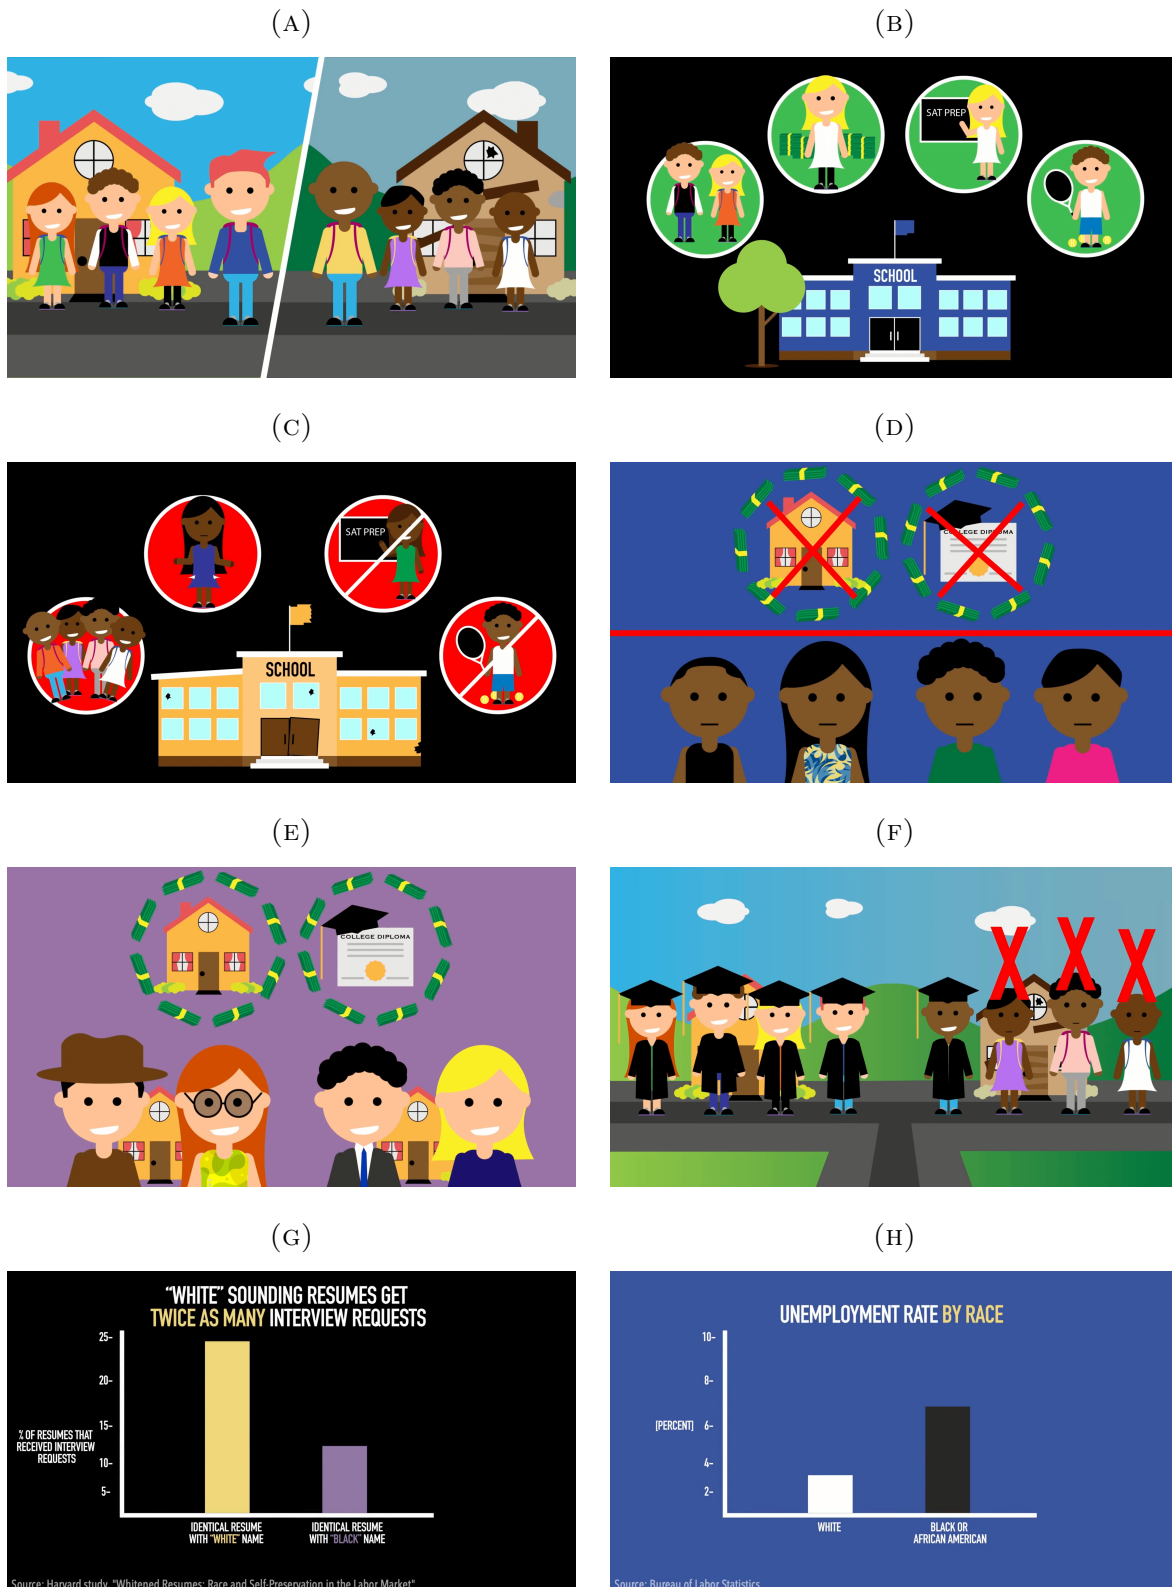 (A)
(B)
SAT PREP
SCHOOL
(C)
(D)
SAT PREP
SCHOOL
COLLEGE DIPLOMA
(E)
(F)
COLLEGE DIPLOMA
(G)
(H)
“WHITE” SOUNDING RESUMES GET
TWICE AS MANY INTERVIEW REQUESTS
25-
20-
15-
10-
5-
% OF RESUMES THAT
RECEIVED INTERVIEW
REQUESTS
IDENTICAL RESUME
WITH “WHITE” NAME
IDENTICAL RESUME
WITH “BLACK” NAME
Source: Harvard study, "Whitened Resumes: Race and Self-Preservation in the Labor Market"
UNEMPLOYMENT RATE BY RACE
10-
8-
6-
4-
2-
[PERCENT]
WHITE
BLACK OR
AFRICAN AMERICAN
Source: Bureau of Labor Statistics